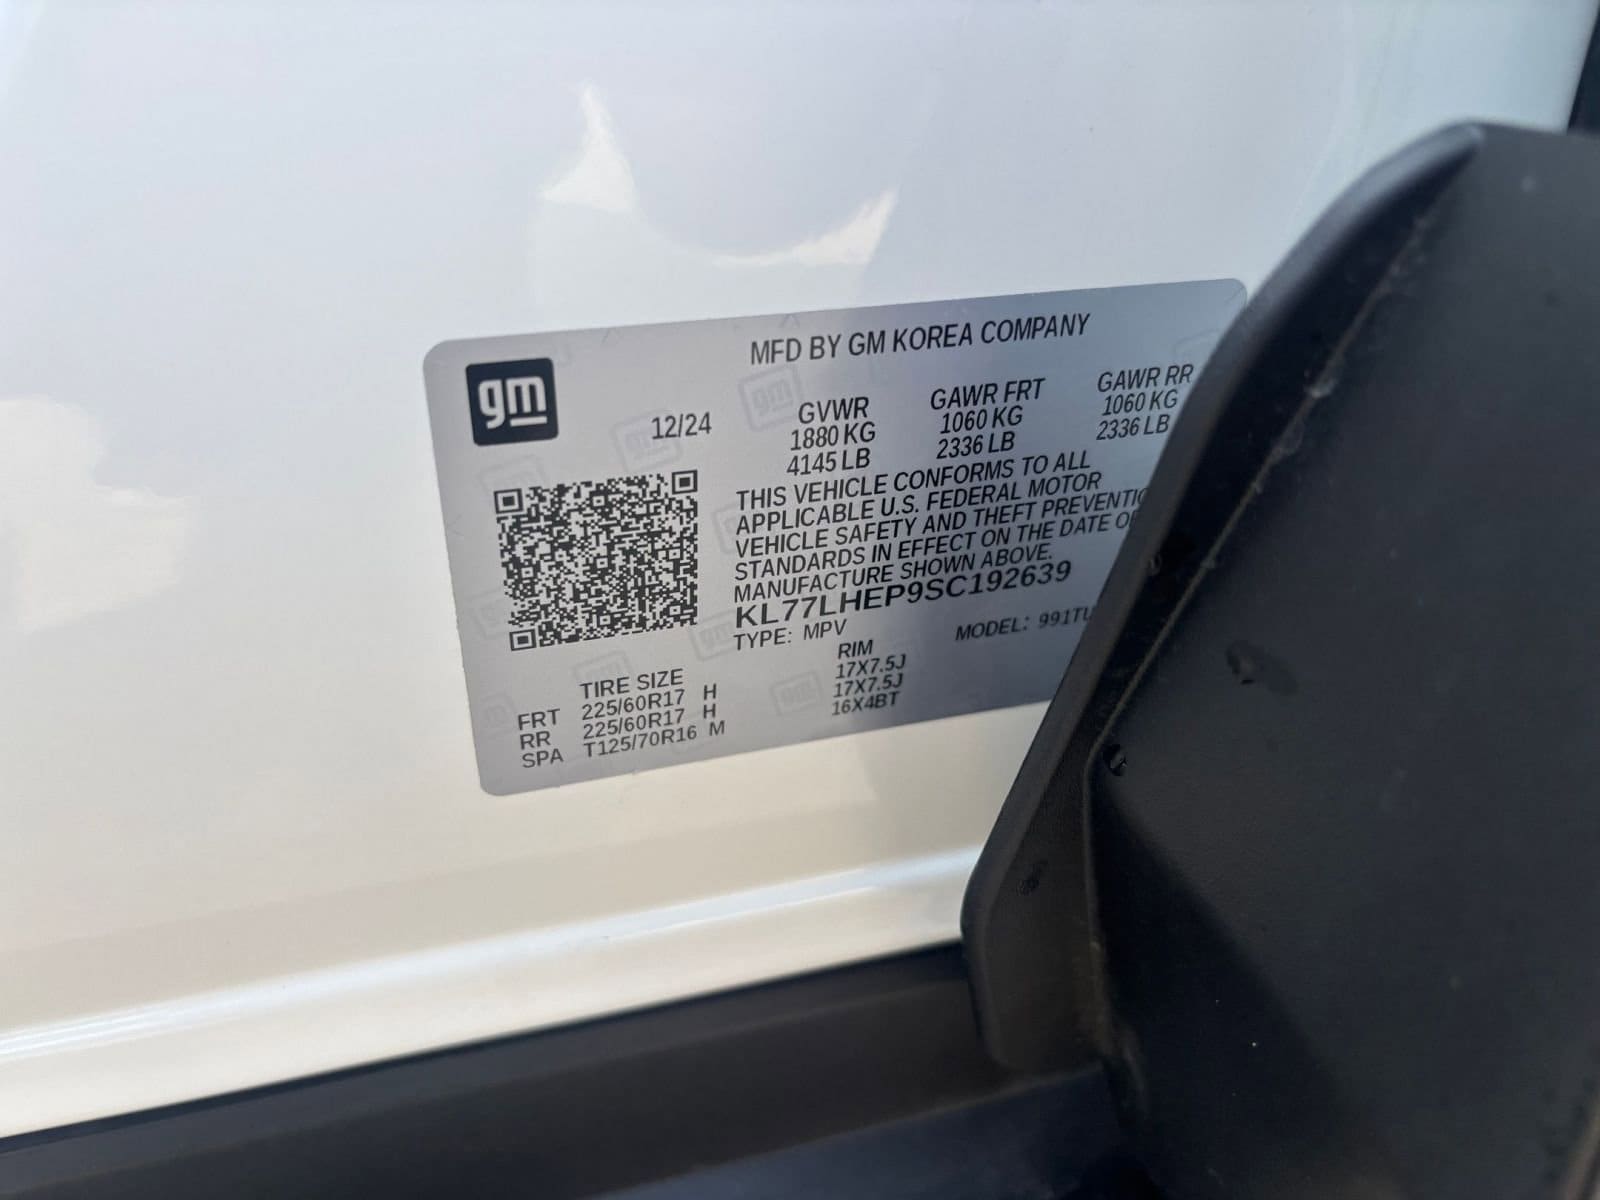 gm
MFD BY GM KOREA COMPANY
12/24
GVWR GAWR FRT GAWR RR
1880 KG 1060 KG 1060 KG
4145 LB 2336 LB 2336 LB
THIS VEHICLE CONFORMS TO ALL
APPLICABLE U.S. FEDERAL MOTOR
VEHICLE SAFETY AND THEFT PREVENTIO
STANDARDS IN EFFECT ON THE DATE O
MANUFACTURE SHOWN ABOVE.
KL77LHEP9SC192639
TYPE: MPV MODEL: 991TU
TIRE SIZE RIM
FRT 225/60R17 H 17X7.5J
RR 225/60R17 H 17X7.5J
SPA T125/70R16 M 16X4BT